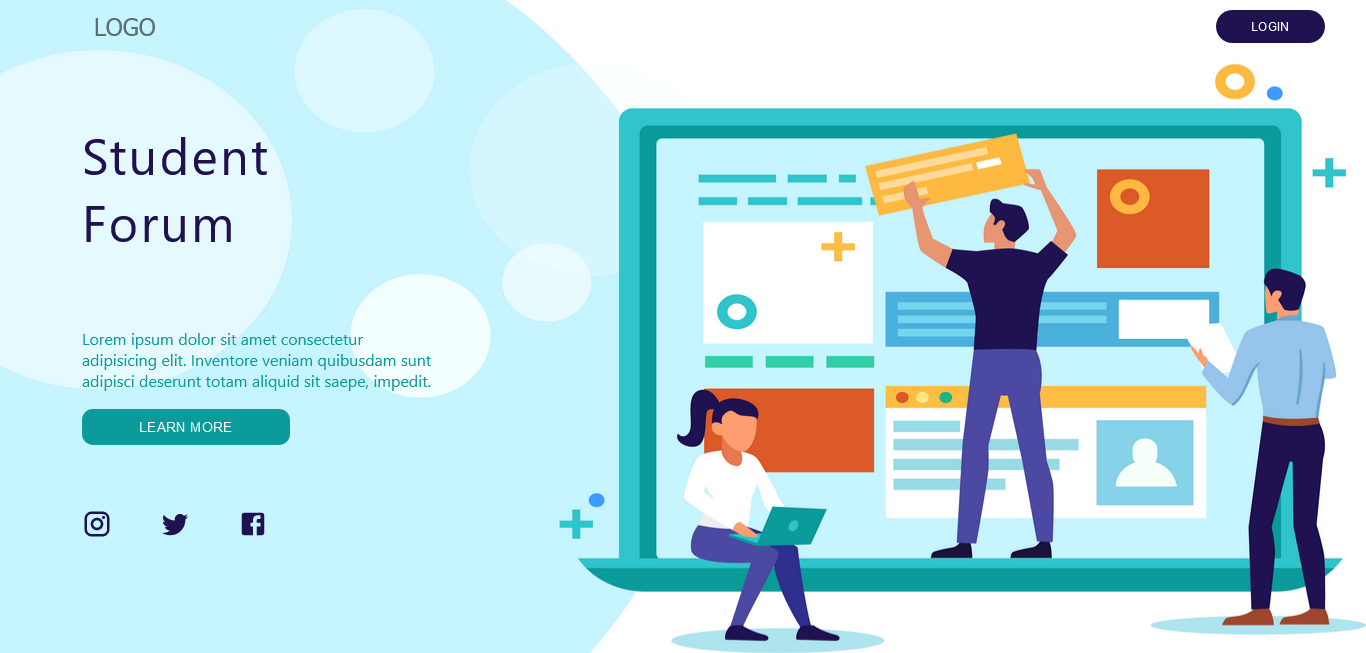 LOGO
LOGIN
Student
Forum
Lorem ipsum dolor sit amet consectetur
adipisicing elit. Inventore veniam quibusdam sunt
adipisci deserunt totam aliquid sit saepe, impedit.
LEARN MORE